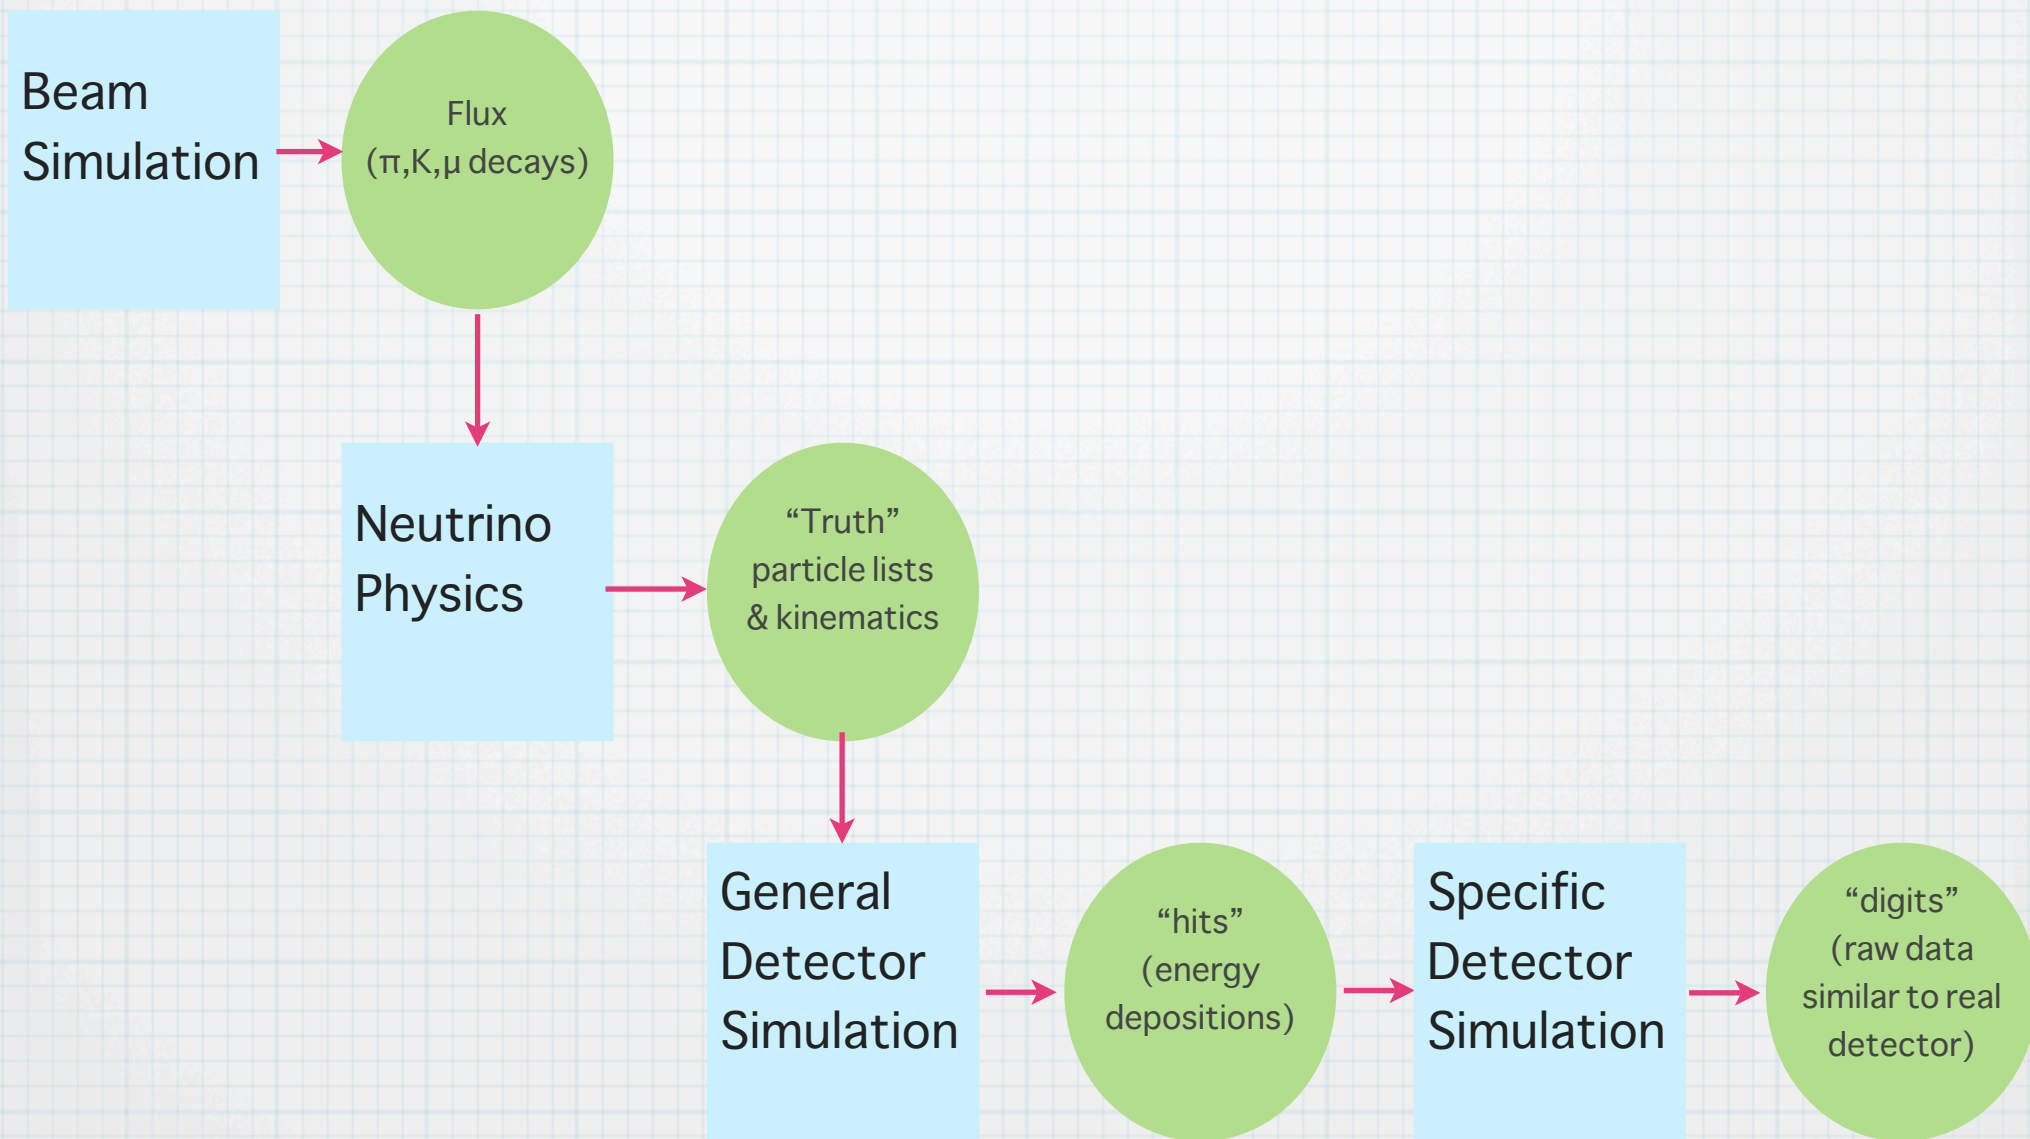 Beam
Simulation
Flux
(π,K,μ decays)
Neutrino
Physics
“Truth”
particle lists
& kinematics
General
Detector
Simulation
“hits”
(energy
depositions)
Specific
Detector
Simulation
“digits”
(raw data
similar to real
detector)